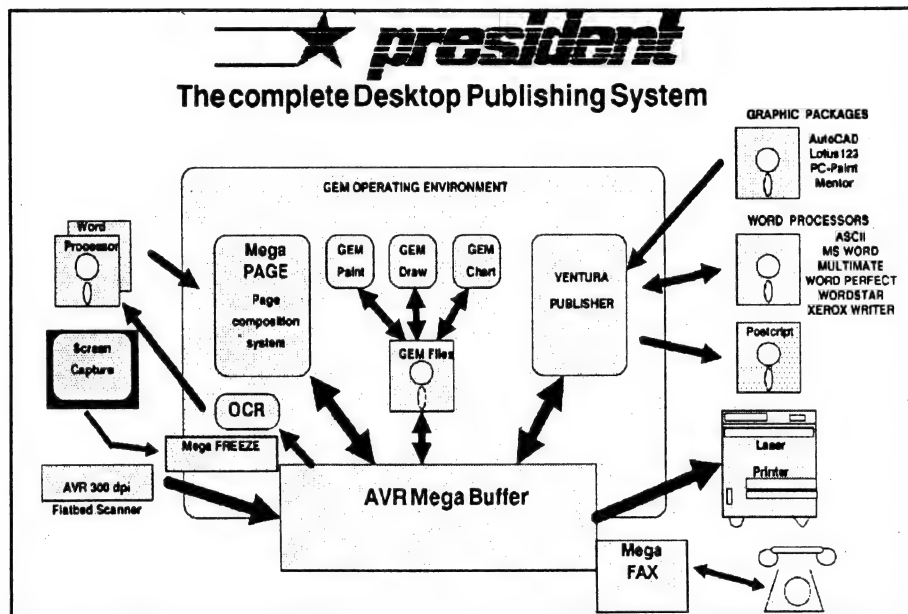 president
The complete Desktop Publishing System
GRAPHIC PACKAGES
AutoCAD
Lotus123
PC-Paint
Mentor
GEM OPERATING ENVIRONMENT
Word
Processor
Mega
PAGE
Page
composition
system
GEM
Paint
GEM
Draw
GEM
Chart
VENTURA
PUBLISHER
WORD PROCESSORS
ASCII
MS WORD
MULTIMATE
WORD PERFECT
WORDSTAR
XEROX WRITER
Postcript
Screen
Capture
GEM Files
OCR
Mega FREEZE
AVR 300 dpi
Flatbed Scanner
AVR Mega Buffer
Laser
Printer
Mega
FAX